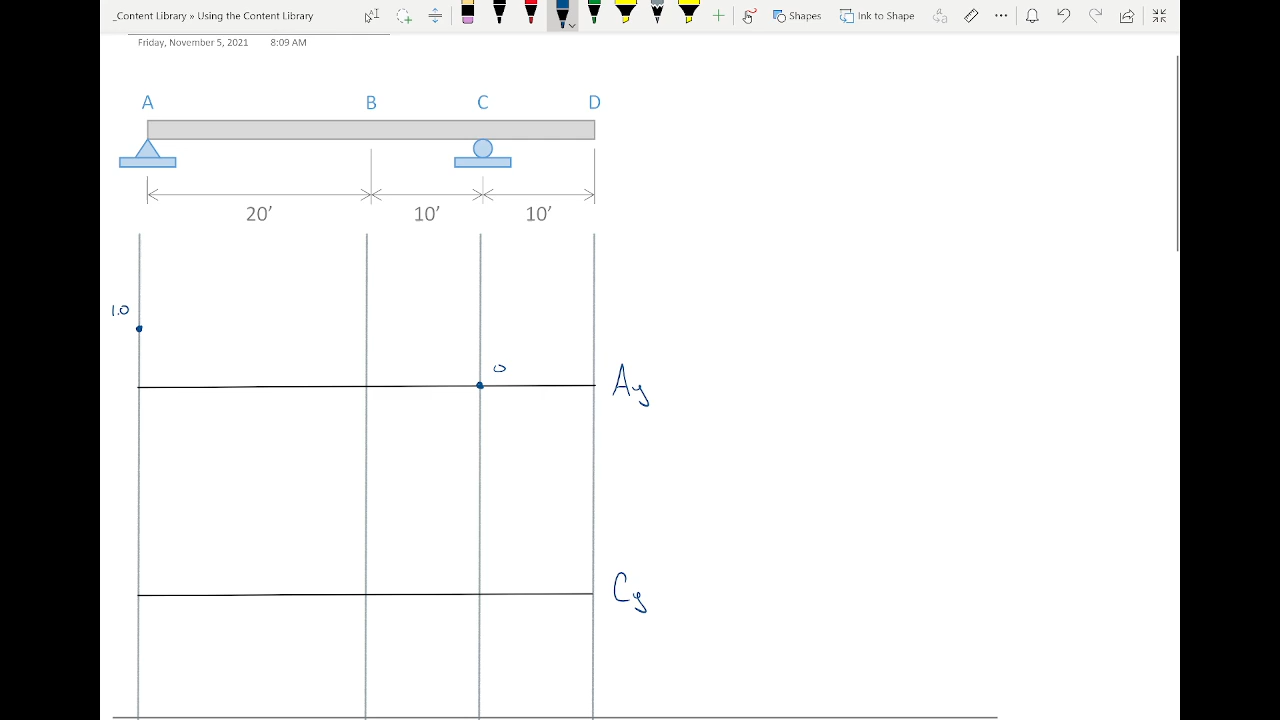 _Content Library » Using the Content Library
Shapes
Ink to Shape
Friday, November 5, 2021 8:09 AM
A B C D
20’ 10’ 10’
1.0
0
Ay
Cy